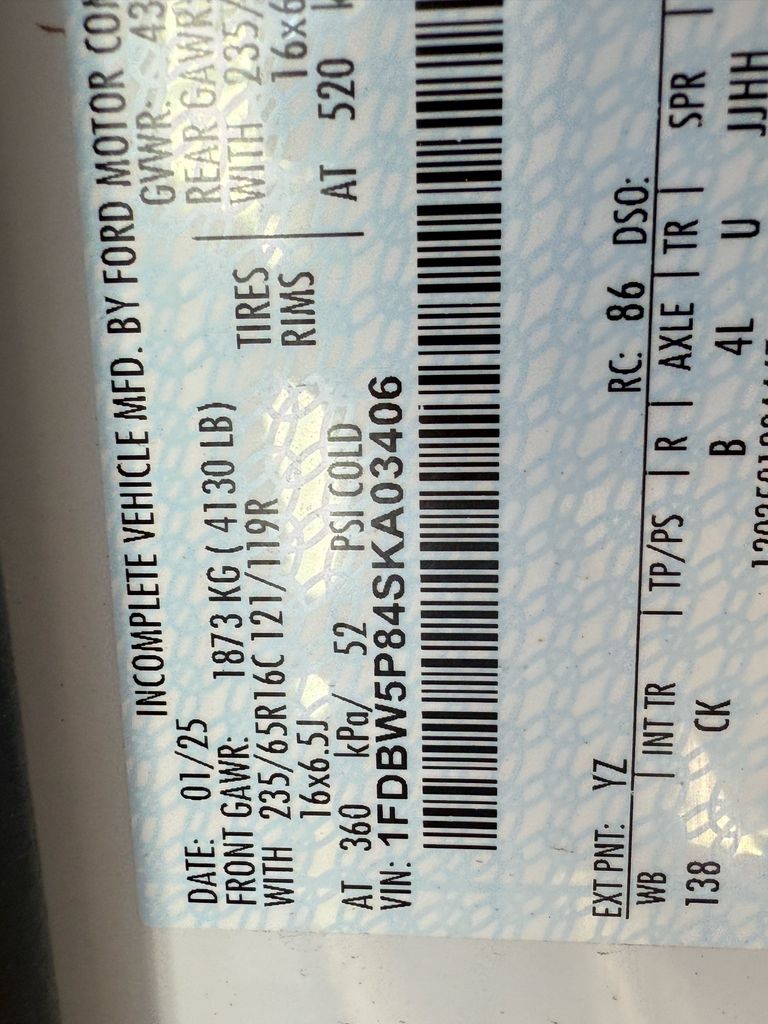 INCOMPLETE VEHICLE MFD. BY FORD MOTOR
DATE: 01/25 GVWR: 43
FRONT GAWR: 1873 KG ( 4130 LB) REAR GAWR
WITH 235/65R16C 121/119R TIRES WITH 235/
16x6.5J RIMS 16x6
AT 360 kPa/ 52 PSI COLD AT 520
VIN: 1FDBW5P84SKA03406
EXT PNT: YZ RC: 86 DSO:
WB | INT TR | TP/PS | R | AXLE | TR | SPR |
138 CK B 4L U JJHH